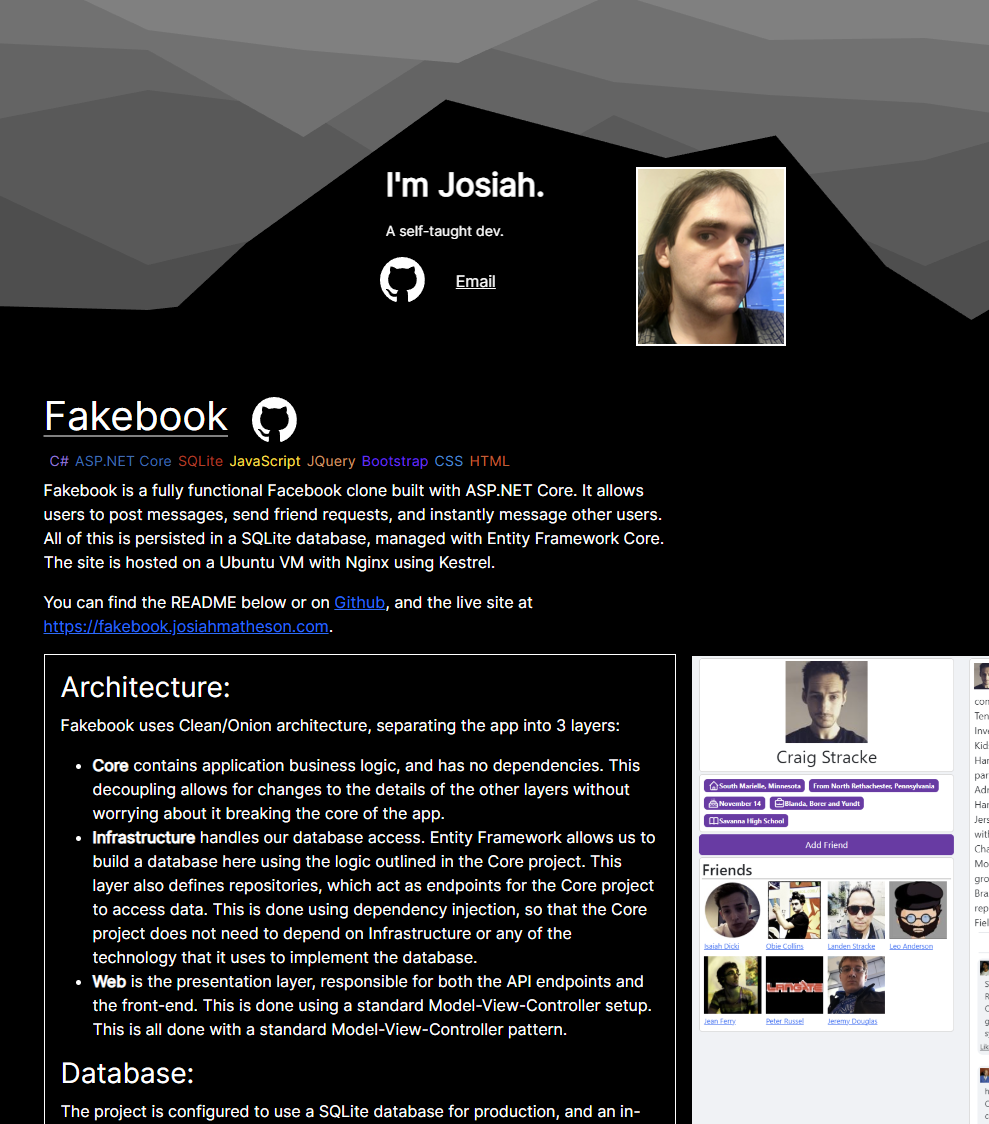 I'm Josiah.
A self-taught dev.
Email
Fakebook
C# ASP.NET Core SQLite JavaScript JQuery Bootstrap CSS HTML
Fakebook is a fully functional Facebook clone built with ASP.NET Core. It allows
users to post messages, send friend requests, and instantly message other users.
All of this is persisted in a SQLite database, managed with Entity Framework Core.
The site is hosted on a Ubuntu VM with Nginx using Kestrel.
You can find the README below or on Github, and the live site at
https://fakebook.josiahmatheson.com.
Architecture:
Fakebook uses Clean/Onion architecture, separating the app into 3 layers:
• Core contains application business logic, and has no dependencies. This
decoupling allows for changes to the details of the other layers without
worrying about it breaking the core of the app.
• Infrastructure handles our database access. Entity Framework allows us to
build a database here using the logic outlined in the Core project. This
layer also defines repositories, which act as endpoints for the Core project
to access data. This is done using dependency injection, so that the Core
project does not need to depend on Infrastructure or any of the
technology that it uses to implement the database.
• Web is the presentation layer, responsible for both the API endpoints and
the front-end. This is done using a standard Model-View-Controller setup.
This is all done with a standard Model-View-Controller pattern.
Database:
The project is configured to use a SQLite database for production, and an in-
Craig Stracke
South Marielle, Minnesota
From North Rethachester, Pennsylvania
November 14
Blanda, Borer and Yundt
Savanna High School
Add Friend
Friends
Isaiah Dicki
Obie Collins
Landen Stracke
Leo Anderson
Jean Ferry
Peter Russel
Jeremy Douglas